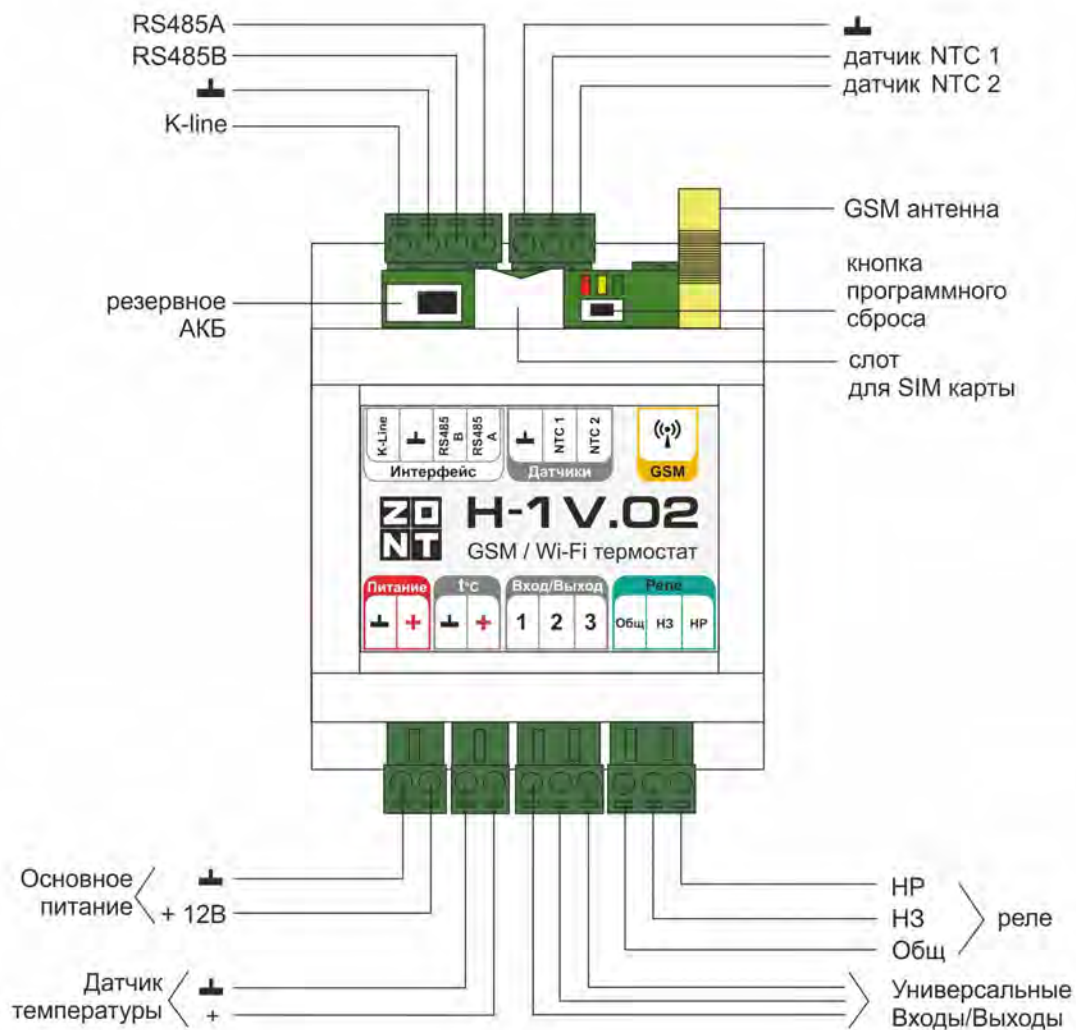 RS485A
RS485B
K-line
датчик NTC 1
датчик NTC 2
GSM антенна
кнопка
программного
сброса
слот
для SIM карты
резервное
АКБ
K-Line
RS485
B
RS485
A
NTC 1
NTC 2
Интерфейс
Датчики
GSM
ZONT
H-1V.02
GSM / Wi-Fi термостат
Питание
t°C
Вход/Выход
Реле
+
+
1
2
3
Общ
НЗ
НР
Основное
питание
+ 12В
Датчик
температуры
+
НР
НЗ
Общ
реле
Универсальные
Входы/Выходы